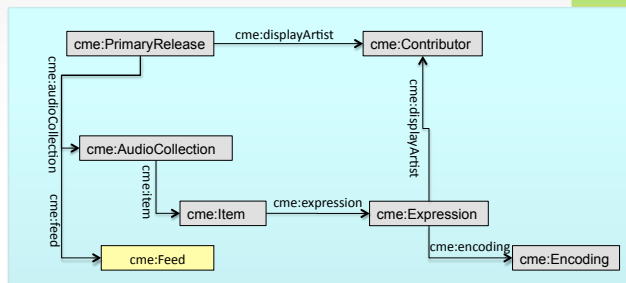 cme:PrimaryRelease
cme:displayArtist
cme:Contributor
cme:audioCollection
cme:displayArtist
cme:AudioCollection
cme:item
cme:feed
cme:Item
cme:expression
cme:Expression
cme:encoding
cme:Feed
cme:Encoding